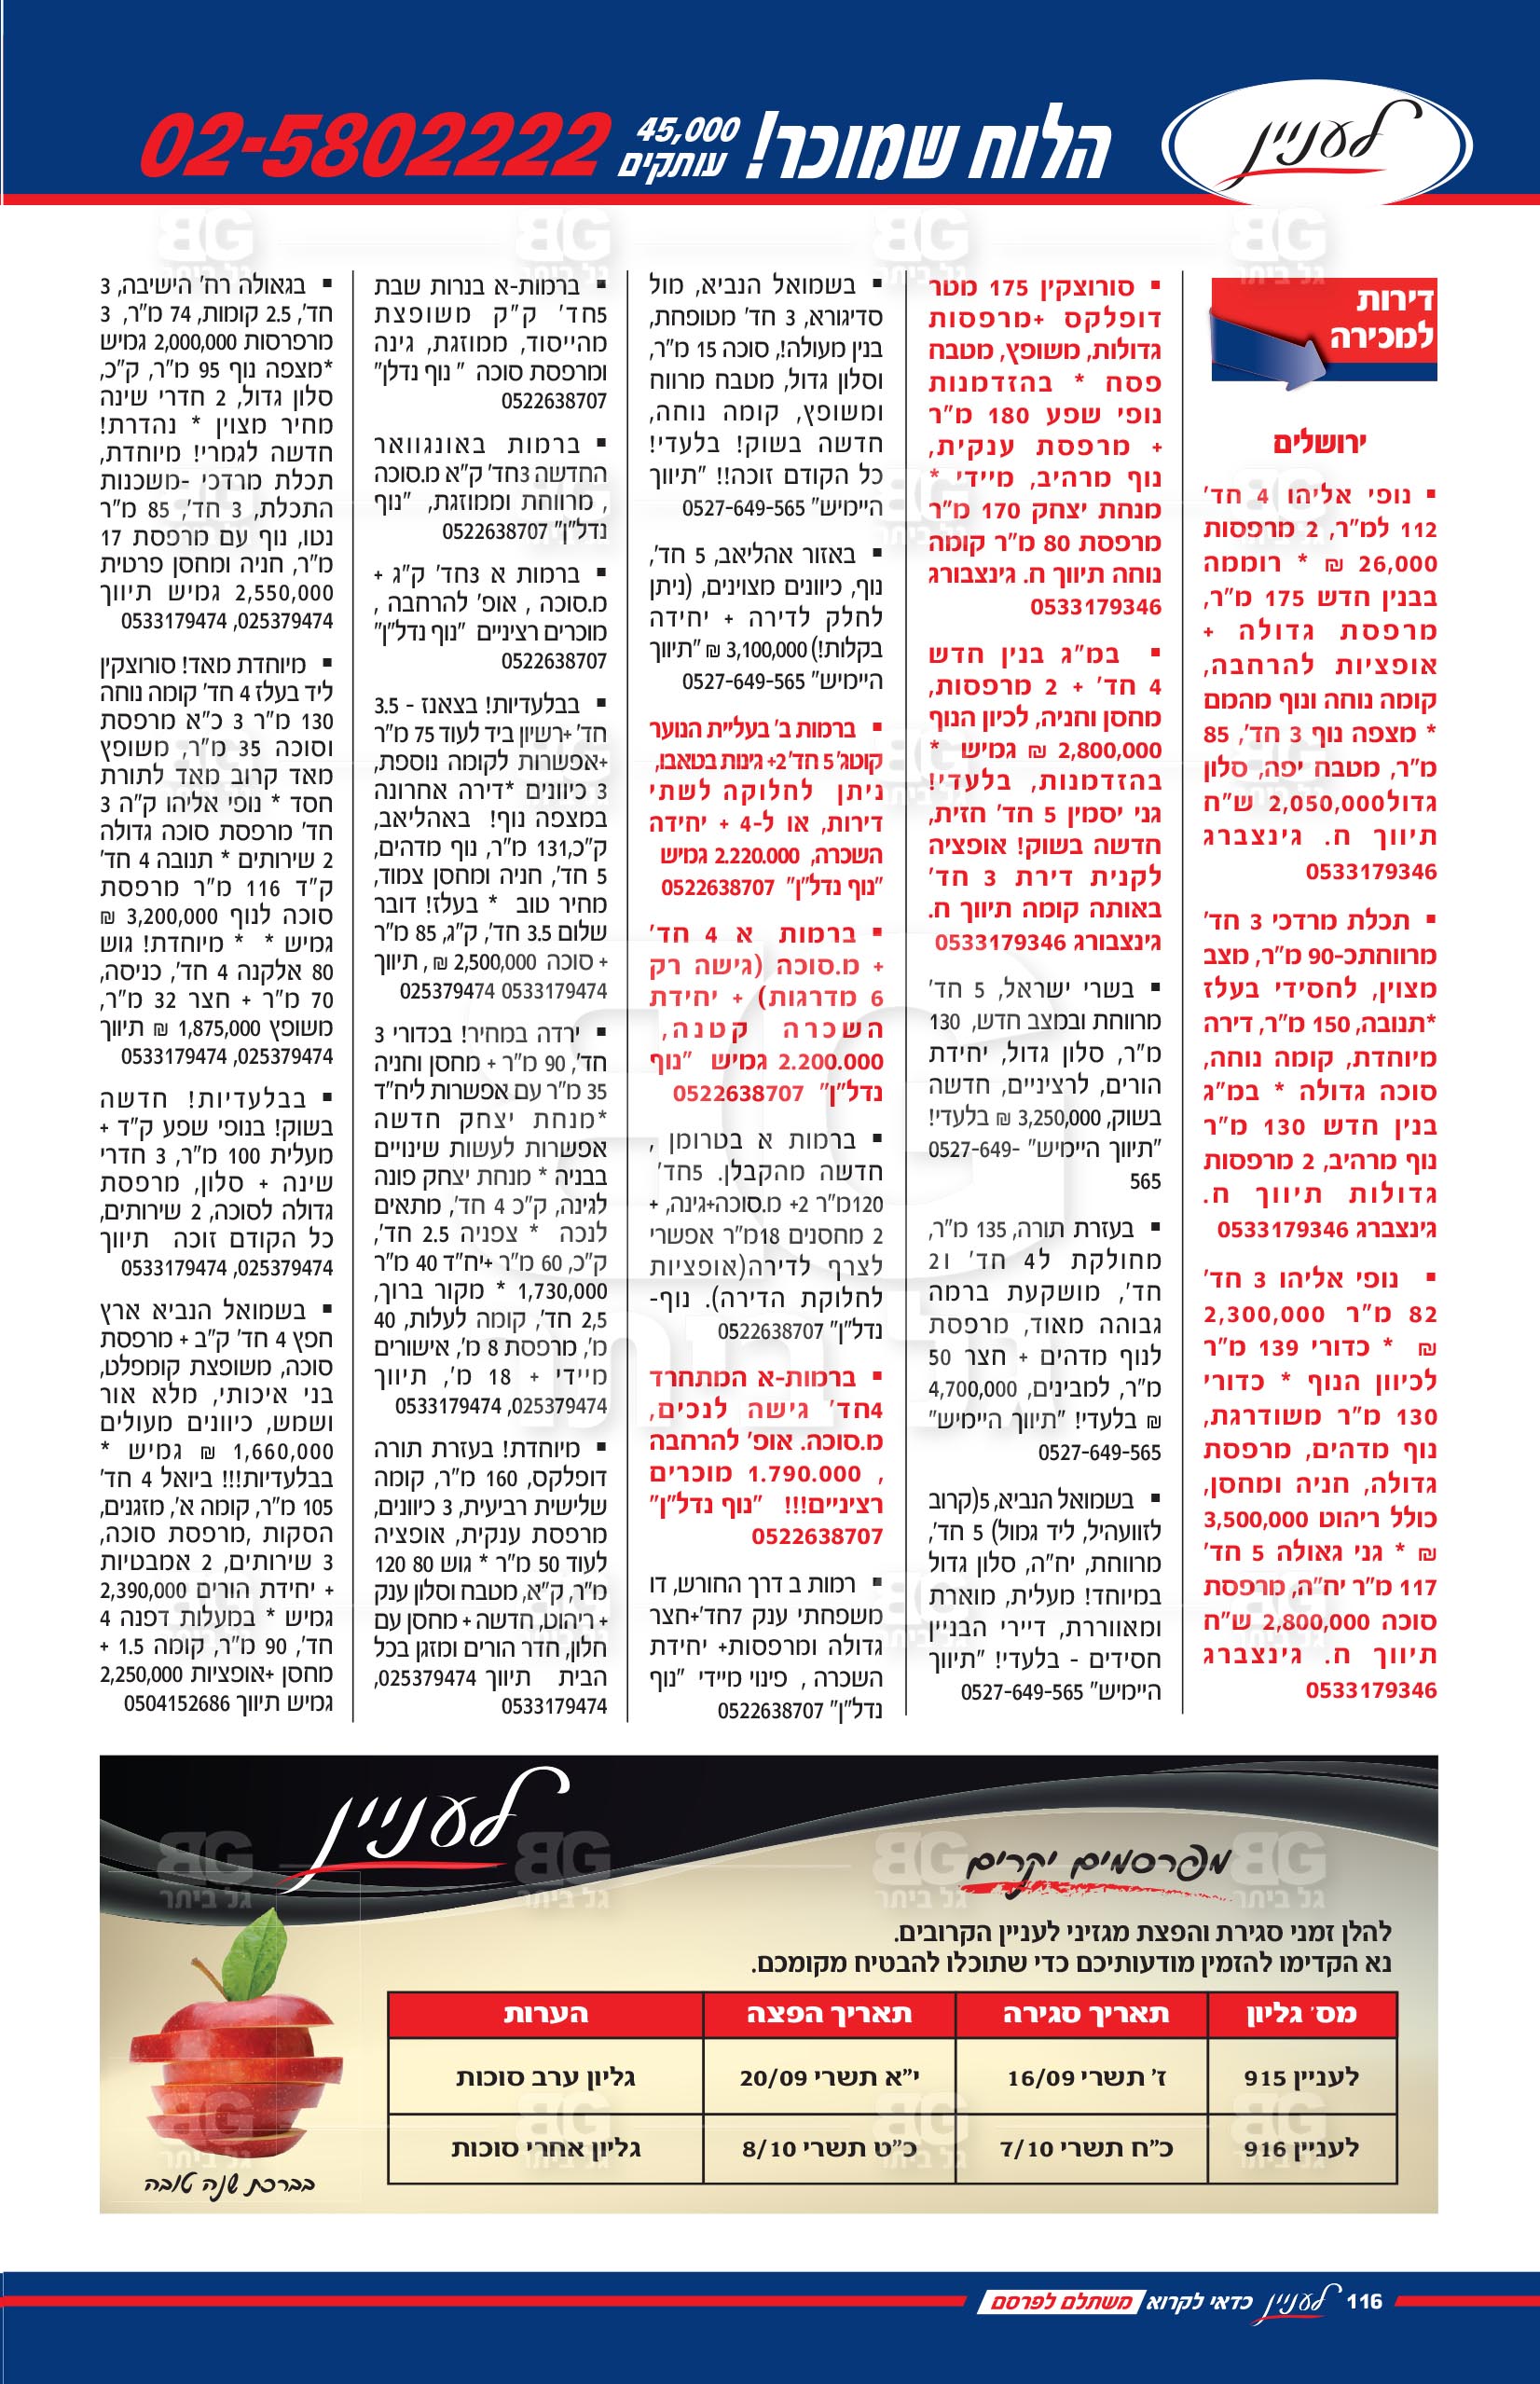 לעניין
הלוח שמוכר!
45,000
עותקים
02-5802222
דירות
למכירה
ירושלים
▪ נופי אליהו 4 חד'
112 למ"ר, 2 מרפסות
26,000 ₪ * רוממה
בבנין חדש 175 מ"ר,
מרפסת גדולה +
אופציות להרחבה,
קומה נוחה ונוף מהמם
* מצפה נוף 3 חד', 85
מ"ר, מטבח יפה, סלון
גדול2,050,000 ש"ח
תיווך ח. גינצברג
0533179346
▪ תכלת מרדכי 3 חד'
מרווחתכ-90 מ"ר, מצב
מצוין, לחסידי בעלז
*תנובה, 150 מ"ר, דירה
מיוחדת, קומה נוחה,
סוכה גדולה * במ"ג
בנין חדש 130 מ"ר
נוף מרהיב, 2 מרפסות
גדולות תיווך ח.
גינצברג 0533179346
▪ נופי אליהו 3 חד'
82 מ"ר 2,300,000
₪ * כדורי 139 מ"ר
לכיוון הנוף * כדורי
130 מ"ר משודרגת,
נוף מדהים, מרפסת
גדולה, חניה ומחסן,
כולל ריהוט 3,500,000
₪ * גני גאולה 5 חד'
117 מ"ר יח"ה, מרפסת
סוכה 2,800,000 ש"ח
תיווך ח. גינצברג
0533179346
▪ סורוצקין 175 מטר
דופלקס +מרפסות
גדולות, משופץ, מטבח
פסח * בהזדמנות
נופי שפע 180 מ"ר
+ מרפסת ענקית,
נוף מרהיב, מיידי *
מנחת יצחק 170 מ"ר
מרפסת 80 מ"ר קומה
נוחה תיווך ח. גינצבורג
0533179346
▪ במ"ג בנין חדש
4 חד' + 2 מרפסות,
מחסן וחניה, לכיון הנוף
2,800,000 ₪ גמיש *
בהזדמנות, בלעדי!
גני יסמין 5 חד' חזית,
חדשה בשוק! אופציה
לקנית דירת 3 חד'
באותה קומה תיווך ח.
גינצבורג 0533179346
▪ בשרי ישראל, 5 חד'
מרווחת ובמצב חדש, 130
מ"ר, סלון גדול, יחידת
הורים, לרציניים, חדשה
בשוק, 3,250,000 ₪ בלעדי!
"תיווך היימיש" -0527-649
565
▪ בעזרת תורה, 135 מ"ר,
מחולקת ל4 חד' ו2
חד', מושקעת ברמה
גבוהה מאוד, מרפסת
לנוף מדהים + חצר 50
מ"ר, למבינים, 4,700,000
₪ בלעדי! "תיווך היימיש"
0527-649-565
▪ בשמואל הנביא, 5(קרוב
לזוועהיל, ליד גמול) 5 חד',
מרווחת, יח"ה, סלון גדול
במיוחד! מעלית, מוארת
ומאווררת, דיירי הבניין
חסידים - בלעדי! "תיווך
היימיש" 0527-649-565
▪ בשמואל הנביא, מול
סדיגורא, 3 חד' מטופחת,
בנין מעולה!, סוכה 15 מ"ר,
וסלון גדול, מטבח מרווח
ומשופץ, קומה נוחה,
חדשה בשוק! בלעדי!
כל הקודם זוכה!! "תיווך
היימיש" 0527-649-565
▪ באזור אהליאב, 5 חד',
נוף, כיוונים מצוינים, (ניתן
לחלק לדירה + יחידה
בקלות!) 3,100,000 ₪ "תיווך
היימיש" 0527-649-565
▪ ברמות ב' בעליית הנוער
קוטג' 5 חד' +2 גינות בטאבו,
ניתן לחלוקה לשתי
דירות, או ל-4 + יחידה
השכרה, 2.220.000 גמיש
"נוף נדל"ן" 0522638707
▪ ברמות א 4 חד'
+ מ.סוכה (גישה רק
6 מדרגות) + יחידת
השכרה קטנה,
2.200.000 גמיש "נוף
נדל"ן" 0522638707
▪ ברמות א בטרומן ,
חדשה מהקבלן. 5חד'
120מ"ר +2 מ.סוכה+גינה, +
2 מחסנים 18מ"ר אפשרי
לצרף לדירה(אופציות
לחלוקת הדירה). נוף-
נדל"ן" 0522638707
▪ ברמות-א המתחרד
4חד' גישה לנכים,
מ.סוכה. אופ' להרחבה
, 1.790.000 מוכרים
רציניים!!! "נוף נדל"ן"
0522638707
▪ רמות ב דרך החורש, דו
משפחתי ענק 7חד'+חצר
גדולה ומרפסות+ יחידת
השכרה , פינוי מיידי "נוף
נדל"ן" 0522638707
▪ ברמות-א בנרות שבת
5חד' ק"ק משופצת
מהייסוד, ממוזגת, גינה
ומרפסת סוכה " נוף נדלן"
0522638707
▪ ברמות באונגוואר
החדשה 3חד' ק"א מ.סוכה
, מרווחת וממוזגת, "נוף
נדל"ן" 0522638707
▪ ברמות א 3חד' ק"ג +
מ.סוכה , אופ' להרחבה ,
מוכרים רציניים "נוף נדל"ן"
0522638707
▪ בבלעדיות! בצאנז - 3.5
חד' +רשיון ביד לעוד 75 מ"ר
+אפשרות לקומה נוספת,
3 כיוונים *דירה אחרונה
במצפה נוף! באהליאב,
ק"כ,131 מ"ר, נוף מדהים,
5 חד', חניה ומחסן צמוד,
מחיר טוב * בעלז! דובר
שלום 3.5 חד', ק"ג, 85 מ"ר
+ סוכה 2,500,000 ₪ , תיווך
0533179474 025379474
▪ ירדה במחיר! בכדורי 3
חד', 90 מ"ר + מחסן וחניה
35 מ"ר עם אפשרות ליח"ד
*מנחת יצחק חדשה
אפשרות לעשות שינויים
בבניה * מנחת יצחק פונה
לגינה, ק"כ 4 חד', מתאים
לנכה * צפניה 2.5 חד',
ק"כ, 60 מ"ר +יח"ד 40 מ"ר
1,730,000 * מקור ברוך,
2,5 חד', קומה לעלות, 40
מ', מרפסת 8 מ', אישורים
מיידי + 18 מ', תיווך
025379474, 0533179474
▪ מיוחדת! בעזרת תורה
דופלקס, 160 מ"ר, קומה
שלישית רביעית, 3 כיוונים,
מרפסת ענקית, אופציה
לעוד 50 מ"ר * גוש 80 120
מ"ר, ק"א, מטבח וסלון ענק
+ ריהוט, חדשה + מחסן עם
חלון, חדר הורים ומזגן בכל
הבית תיווך 025379474,
0533179474
▪ בגאולה רח' הישיבה, 3
חד', 2.5 קומות, 74 מ"ר, 3
מרפרסות 2,000,000 גמיש
*מצפה נוף 95 מ"ר, ק"כ,
סלון גדול, 2 חדרי שינה
מחיר מצוין * נהדרת!
חדשה לגמרי! מיוחדת,
תכלת מרדכי -משכנות
התכלת, 3 חד', 85 מ"ר
נטו, נוף עם מרפסת 17
מ"ר, חניה ומחסן פרטית
2,550,000 גמיש תיווך
025379474, 0533179474
▪ מיוחדת מאד! סורוצקין
ליד בעלז 4 חד' קומה נוחה
130 מ"ר 3 כ"א מרפסת
וסוכה 35 מ"ר, משופץ
מאד קרוב מאד לתורת
חסד * נופי אליהו ק"ה 3
חד' מרפסת סוכה גדולה
2 שירותים * תנובה 4 חד'
ק"ד 116 מ"ר מרפסת
סוכה לנוף 3,200,000 ₪
גמיש * * מיוחדת! גוש
80 אלקנה 4 חד', כניסה,
70 מ"ר + חצר 32 מ"ר,
משופץ 1,875,000 ₪ תיווך
025379474, 0533179474
▪ בבלעדיות! חדשה
בשוק! בנופי שפע ק"ד +
מעלית 100 מ"ר, 3 חדרי
שינה + סלון, מרפסת
גדולה לסוכה, 2 שירותים,
כל הקודם זוכה תיווך
025379474, 0533179474
▪ בשמואל הנביא ארץ
חפץ 4 חד' ק"ב + מרפסת
סוכה, משופצת קומפלט,
בני איכותי, מלא אור
ושמש, כיוונים מעולים
1,660,000 ₪ גמיש *
בבלעדיות!!! ביואל 4 חד'
105 מ"ר, קומה א', מזגנים,
הסקות ,מרפסת סוכה,
3 שירותים, 2 אמבטיות
+ יחידת הורים 2,390,000
גמיש * במעלות דפנה 4
חד', 90 מ"ר, קומה 1.5 +
מחסן +אופציות 2,250,000
גמיש תיווך 0504152686
לעניין
מפרסמים יקרים
להלן זמני סגירת והפצת מגזיני לעניין הקרובים.
נא הקדימו להזמין מודעותיכם כדי שתוכלו להבטיח מקומכם.
מס' גליון תאריך סגירה תאריך הפצה הערות
לעניין 915 ז' תשרי 16/09 י"א תשרי 20/09 גליון ערב סוכות
לעניין 916 כ"ח תשרי 7/10 כ"ט תשרי 8/10 גליון אחרי סוכות
בברכת שנה טובה
116 לעניין כדאי לקרוא משתלם לפרסם
BG
גל ביתר